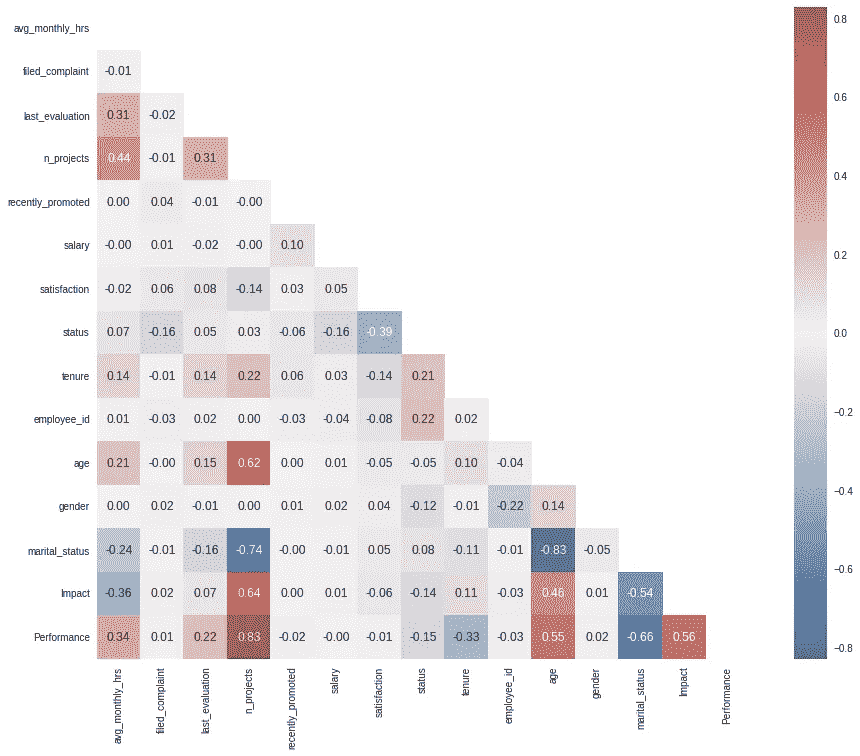 avg_monthly_hrs
filed_complaint -0.01
last_evaluation 0.31 -0.02
n_projects 0.44 -0.01 0.31
recently_promoted 0.00 0.04 -0.01 -0.00
salary -0.00 0.01 -0.02 -0.00 0.10
satisfaction -0.02 0.06 0.08 -0.14 0.03 0.05
status 0.07 -0.16 0.05 0.03 -0.06 -0.16 -0.39
tenure 0.14 -0.01 0.14 0.22 0.06 0.03 -0.14 0.21
employee_id 0.01 -0.03 0.02 0.00 -0.03 -0.04 -0.08 0.22 0.02
age 0.21 -0.00 0.15 0.62 0.00 0.01 -0.05 -0.05 0.10 -0.04
gender 0.00 0.02 -0.01 0.00 0.01 0.02 0.04 -0.12 -0.01 -0.22 0.14
marital_status -0.24 -0.01 -0.16 -0.74 -0.00 -0.01 0.05 0.08 -0.11 -0.01 -0.83 -0.05
Impact -0.36 0.02 0.07 0.64 0.00 0.01 -0.06 -0.14 0.11 -0.03 0.46 0.01 -0.54
Performance 0.34 0.01 0.22 0.83 -0.02 -0.00 -0.01 -0.15 -0.33 -0.03 0.55 0.02 -0.66 0.56
avg_monthly_hrs
filed_complaint
last_evaluation
n_projects
recently_promoted
salary
satisfaction
status
tenure
employee_id
age
gender
marital_status
Impact
Performance
0.8
0.6
0.4
0.2
0.0
−0.2
−0.4
−0.6
−0.8